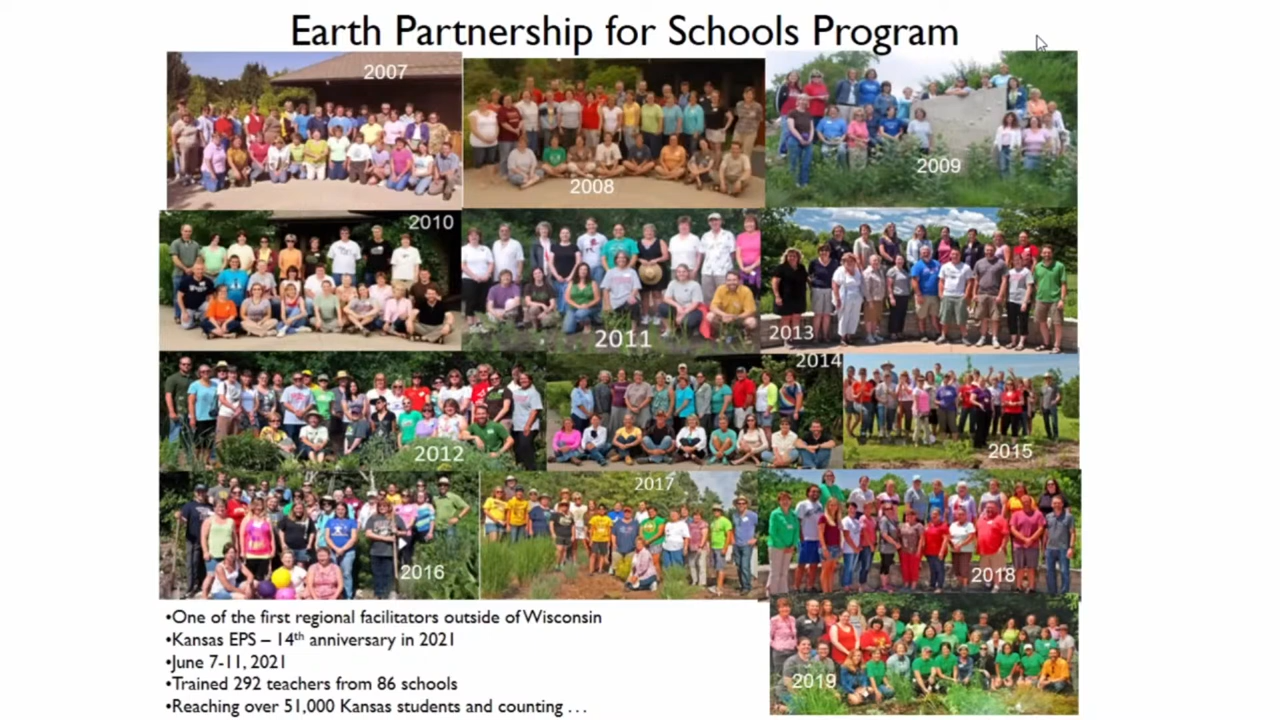 Earth Partnership for Schools Program
2007
2008
2009
2010
2011
2013
2012
2014
2015
2016
2017
2018
2019
•One of the first regional facilitators outside of Wisconsin
•Kansas EPS – 14th anniversary in 2021
•June 7-11, 2021
•Trained 292 teachers from 86 schools
•Reaching over 51,000 Kansas students and counting . . .